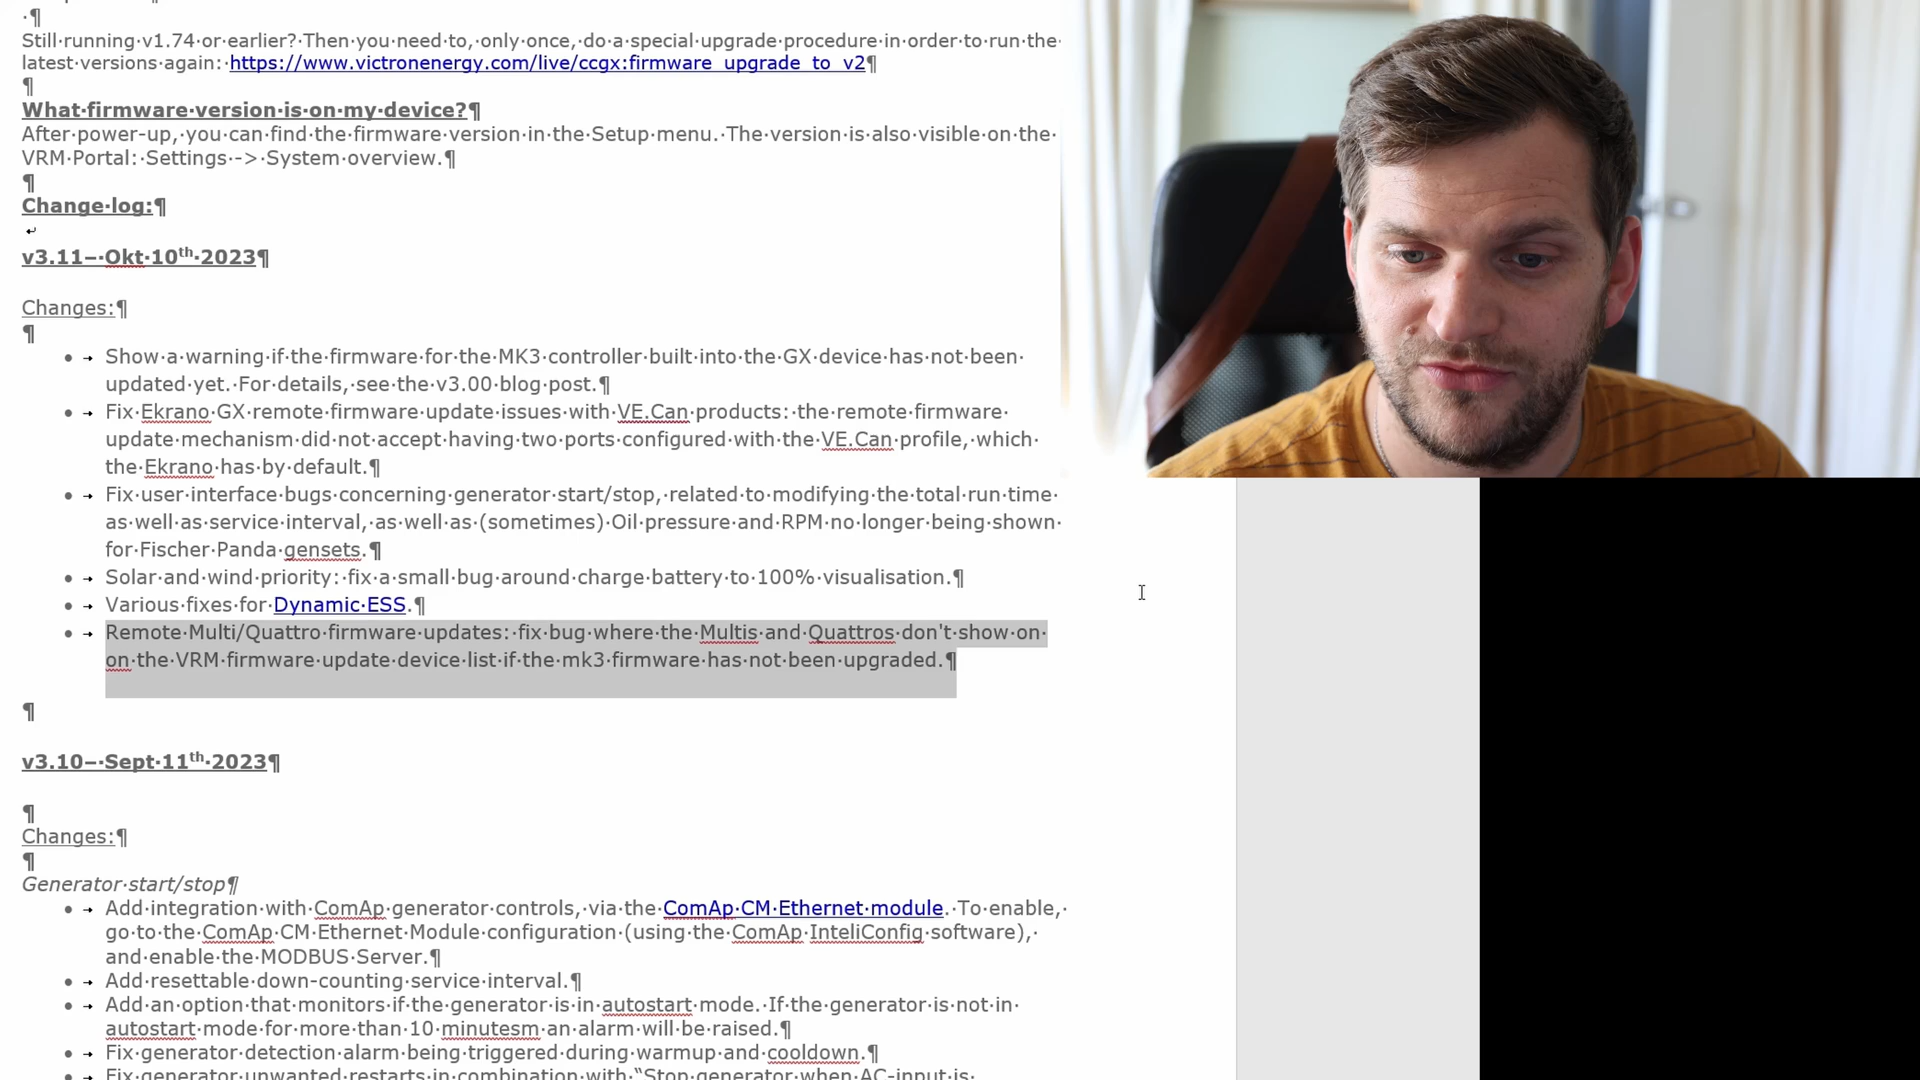 Still running v1.74 or earlier? Then you need to, only once, do a special upgrade procedure in order to run the
latest versions again: https://www.victronenergy.com/live/ccgx:firmware_upgrade_to_v2¶
¶
What firmware version is on my device?¶
After power-up, you can find the firmware version in the Setup menu. The version is also visible on the
VRM Portal: Settings -> System overview.¶
¶
Change log:¶
v3.11– Okt 10th 2023¶
Changes:¶
¶
• Show a warning if the firmware for the MK3 controller built into the GX device has not been
updated yet. For details, see the v3.00 blog post.¶
• Fix Ekrano GX remote firmware update issues with VE.Can products: the remote firmware
update mechanism did not accept having two ports configured with the VE.Can profile, which
the Ekrano has by default.¶
• Fix user interface bugs concerning generator start/stop, related to modifying the total run time
as well as service interval, as well as (sometimes) Oil pressure and RPM no longer being shown
for Fischer Panda gensets.¶
• Solar and wind priority: fix a small bug around charge battery to 100% visualisation.¶
• Various fixes for Dynamic ESS.¶
• Remote Multi/Quattro firmware updates: fix bug where the Multis and Quattros don't show on
on the VRM firmware update device list if the mk3 firmware has not been upgraded.¶
¶
v3.10– Sept 11th 2023¶
¶
Changes:¶
¶
Generator start/stop¶
• Add integration with ComAp generator controls, via the ComAp CM Ethernet module. To enable,
go to the ComAp CM Ethernet Module configuration (using the ComAp InteliConfig software),
and enable the MODBUS Server.¶
• Add resettable down-counting service interval.¶
• Add an option that monitors if the generator is in autostart mode. If the generator is not in
autostart mode for more than 10 minutesm an alarm will be raised.¶
• Fix generator detection alarm being triggered during warmup and cooldown.¶
• Fix generator unwanted restarts in combination with “Stop generator when AC-input is